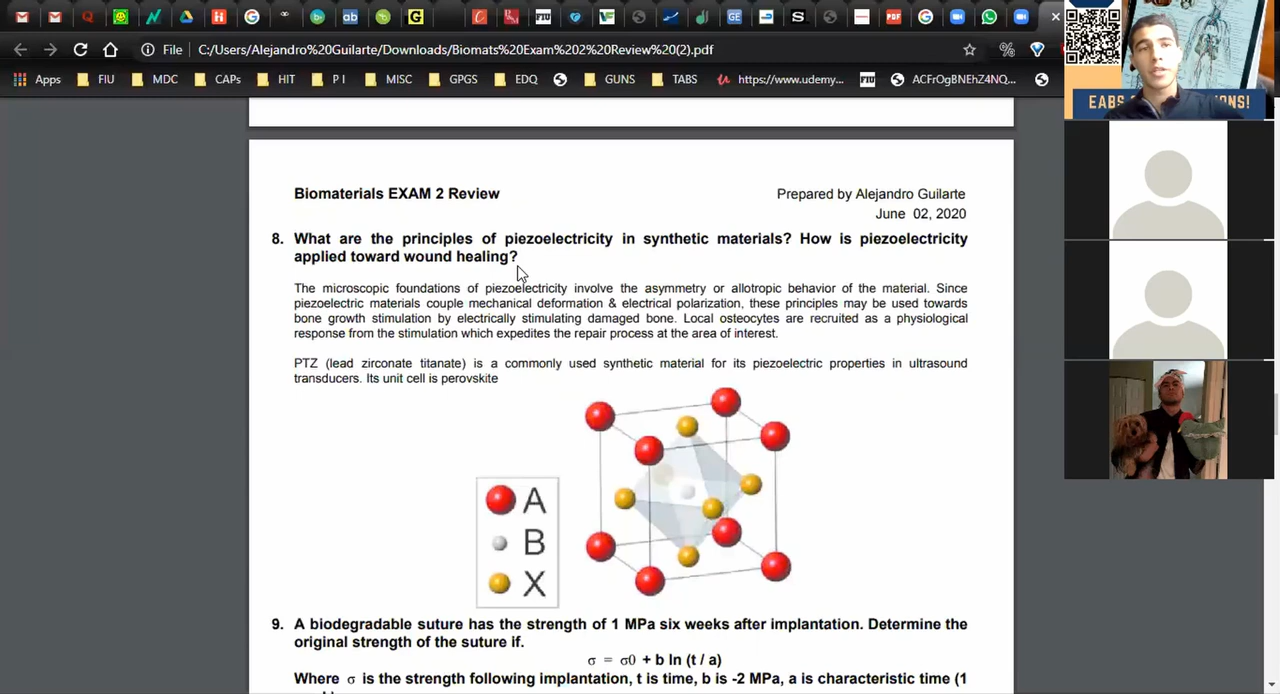 File
C:/Users/Alejandro%20Guilarte/Downloads/Biomats%20Exam%202%20Review%20(2).pdf
Apps FIU MDC CAPs HIT P I MISC GPGS EDQ GUNS TABS https://www.udemy... FIU ACFrOgBNEhZ4NQ...
EABS
NS!
Biomaterials EXAM 2 Review
Prepared by Alejandro Guilarte
June 02, 2020
8. What are the principles of piezoelectricity in synthetic materials? How is piezoelectricity
applied toward wound healing?
The microscopic foundations of piezoelectricity involve the asymmetry or allotropic behavior of the material. Since
piezoelectric materials couple mechanical deformation & electrical polarization, these principles may be used towards
bone growth stimulation by electrically stimulating damaged bone. Local osteocytes are recruited as a physiological
response from the stimulation which expedites the repair process at the area of interest.
PTZ (lead zirconate titanate) is a commonly used synthetic material for its piezoelectric properties in ultrasound
transducers. Its unit cell is perovskite
A
B
X
9. A biodegradable suture has the strength of 1 MPa six weeks after implantation. Determine the
original strength of the suture if.
σ = σ0 + b ln (t / a)
Where σ is the strength following implantation, t is time, b is -2 MPa, a is characteristic time (1